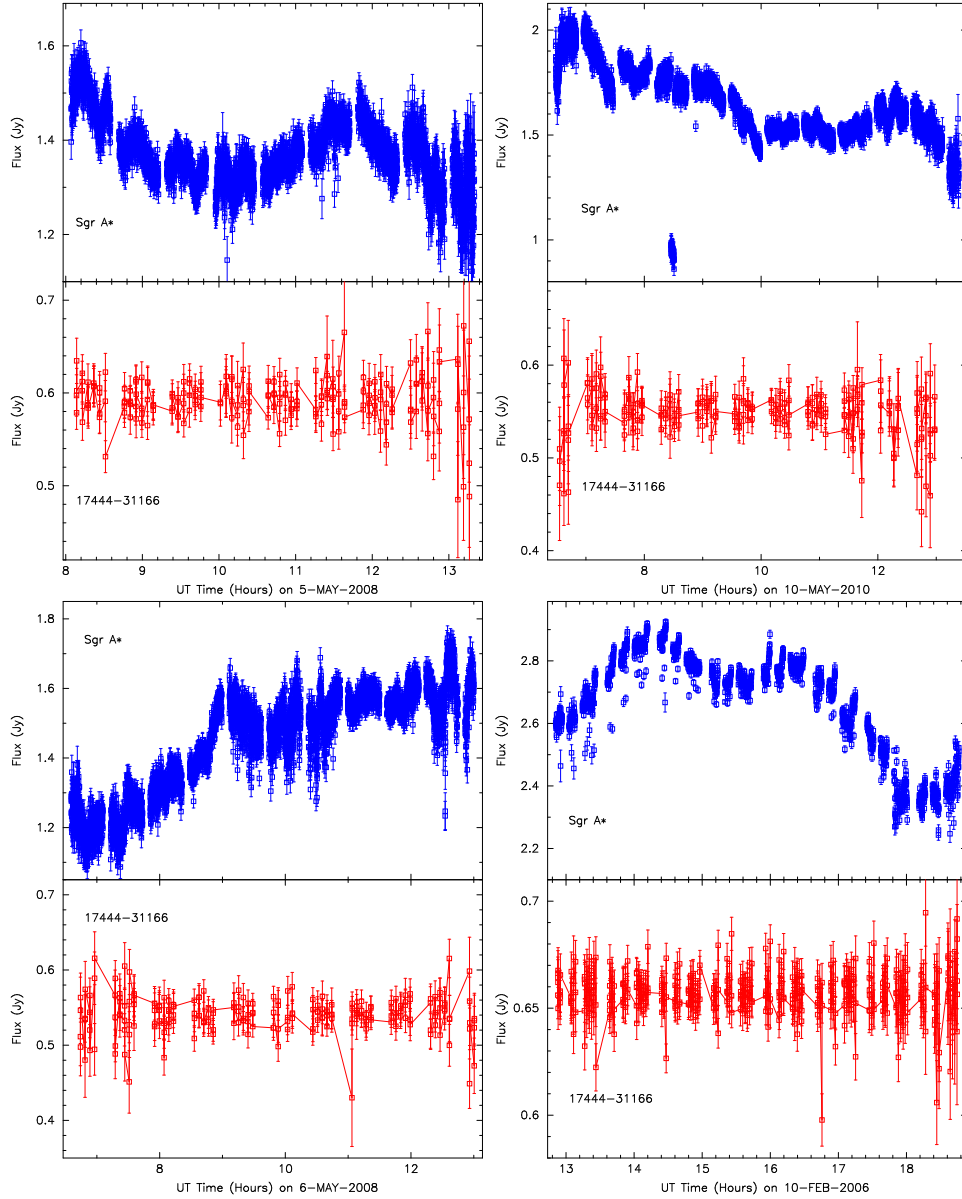 1.6
1.4
1.2
Flux (Jy)
Sgr A*
0.7
0.6
0.5
Flux (Jy)
17444−31166
8 9 10 11 12 13
UT Time (Hours) on 5−MAY−2008
2
1.5
1
Flux (Jy)
Sgr A*
0.6
0.5
0.4
Flux (Jy)
17444−31166
8 10 12
UT Time (Hours) on 10−MAY−2010
1.8
1.6
1.4
1.2
Flux (Jy)
Sgr A*
0.7
0.6
0.5
0.4
Flux (Jy)
17444−31166
8 10 12
UT Time (Hours) on 6−MAY−2008
2.8
2.6
2.4
2.2
Flux (Jy)
Sgr A*
0.7
0.65
0.6
Flux (Jy)
17444−31166
13 14 15 16 17 18
UT Time (Hours) on 10−FEB−2006